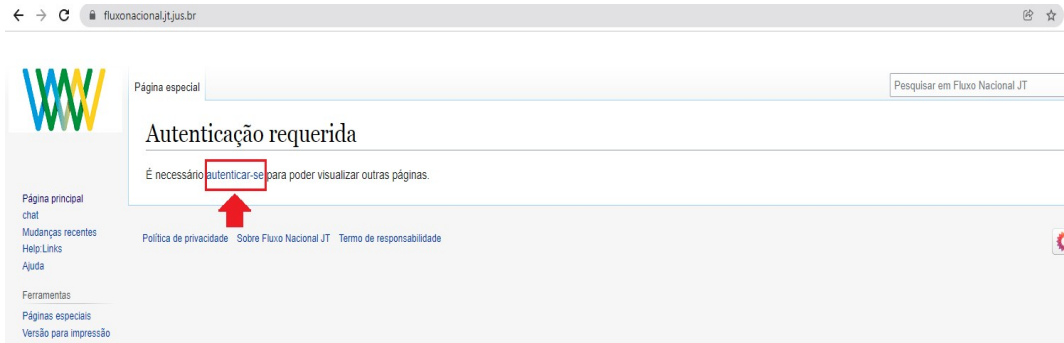 fluxonacional.jt.jus.br
Página especial
Pesquisar em Fluxo Nacional JT
Autenticação requerida
É necessário autenticar-se para poder visualizar outras páginas.
Página principal
chat
Mudanças recentes
Help:Links
Ajuda
Política de privacidade Sobre Fluxo Nacional JT Termo de responsabilidade
Ferramentas
Páginas especiais
Versão para impressão